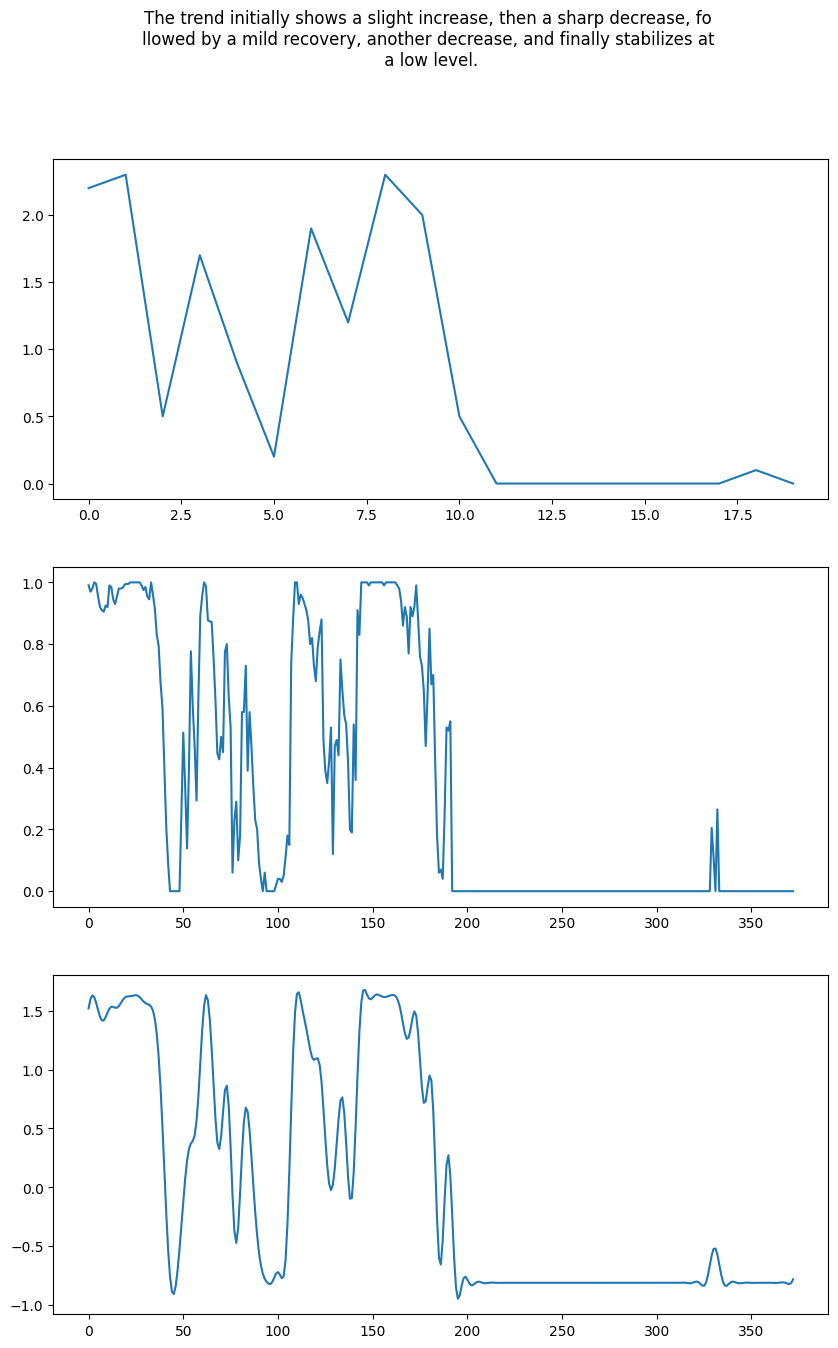 The trend initially shows a slight increase, then a sharp decrease, fo
llowed by a mild recovery, another decrease, and finally stabilizes at
a low level.
2.0
1.5
1.0
0.5
0.0
0.0 2.5 5.0 7.5 10.0 12.5 15.0 17.5
1.0
0.8
0.6
0.4
0.2
0.0
0 50 100 150 200 250 300 350
1.5
1.0
0.5
0.0
−0.5
−1.0
0 50 100 150 200 250 300 350